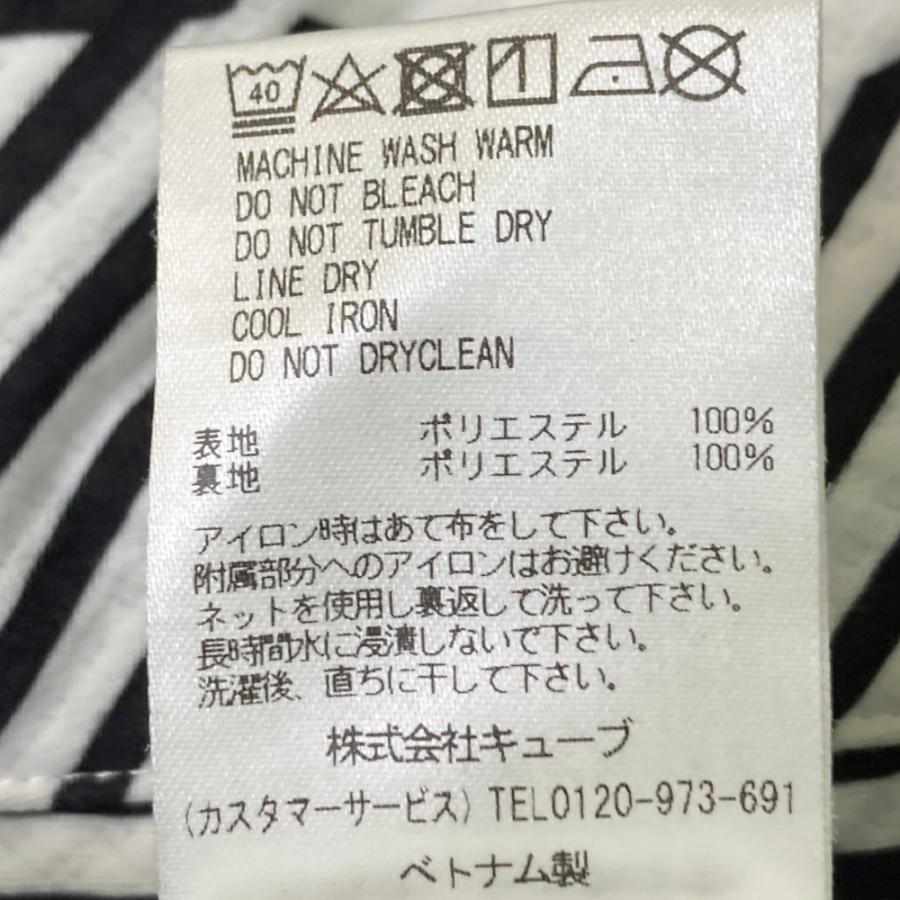 40
MACHINE WASH WARM
DO NOT BLEACH
DO NOT TUMBLE DRY
LINE DRY
COOL IRON
DO NOT DRYCLEAN
表地 ポリエステル 100%
裏地 ポリエステル 100%
アイロン時はあて布をして下さい。
附属部分へのアイロンはお避けください。
ネットを使用し裏返して洗って下さい。
長時間水に浸漬しないで下さい。
洗濯後、直ちに干して下さい。
株式会社キューブ
(カスタマーサービス) TEL0120-973-691
ベトナム製